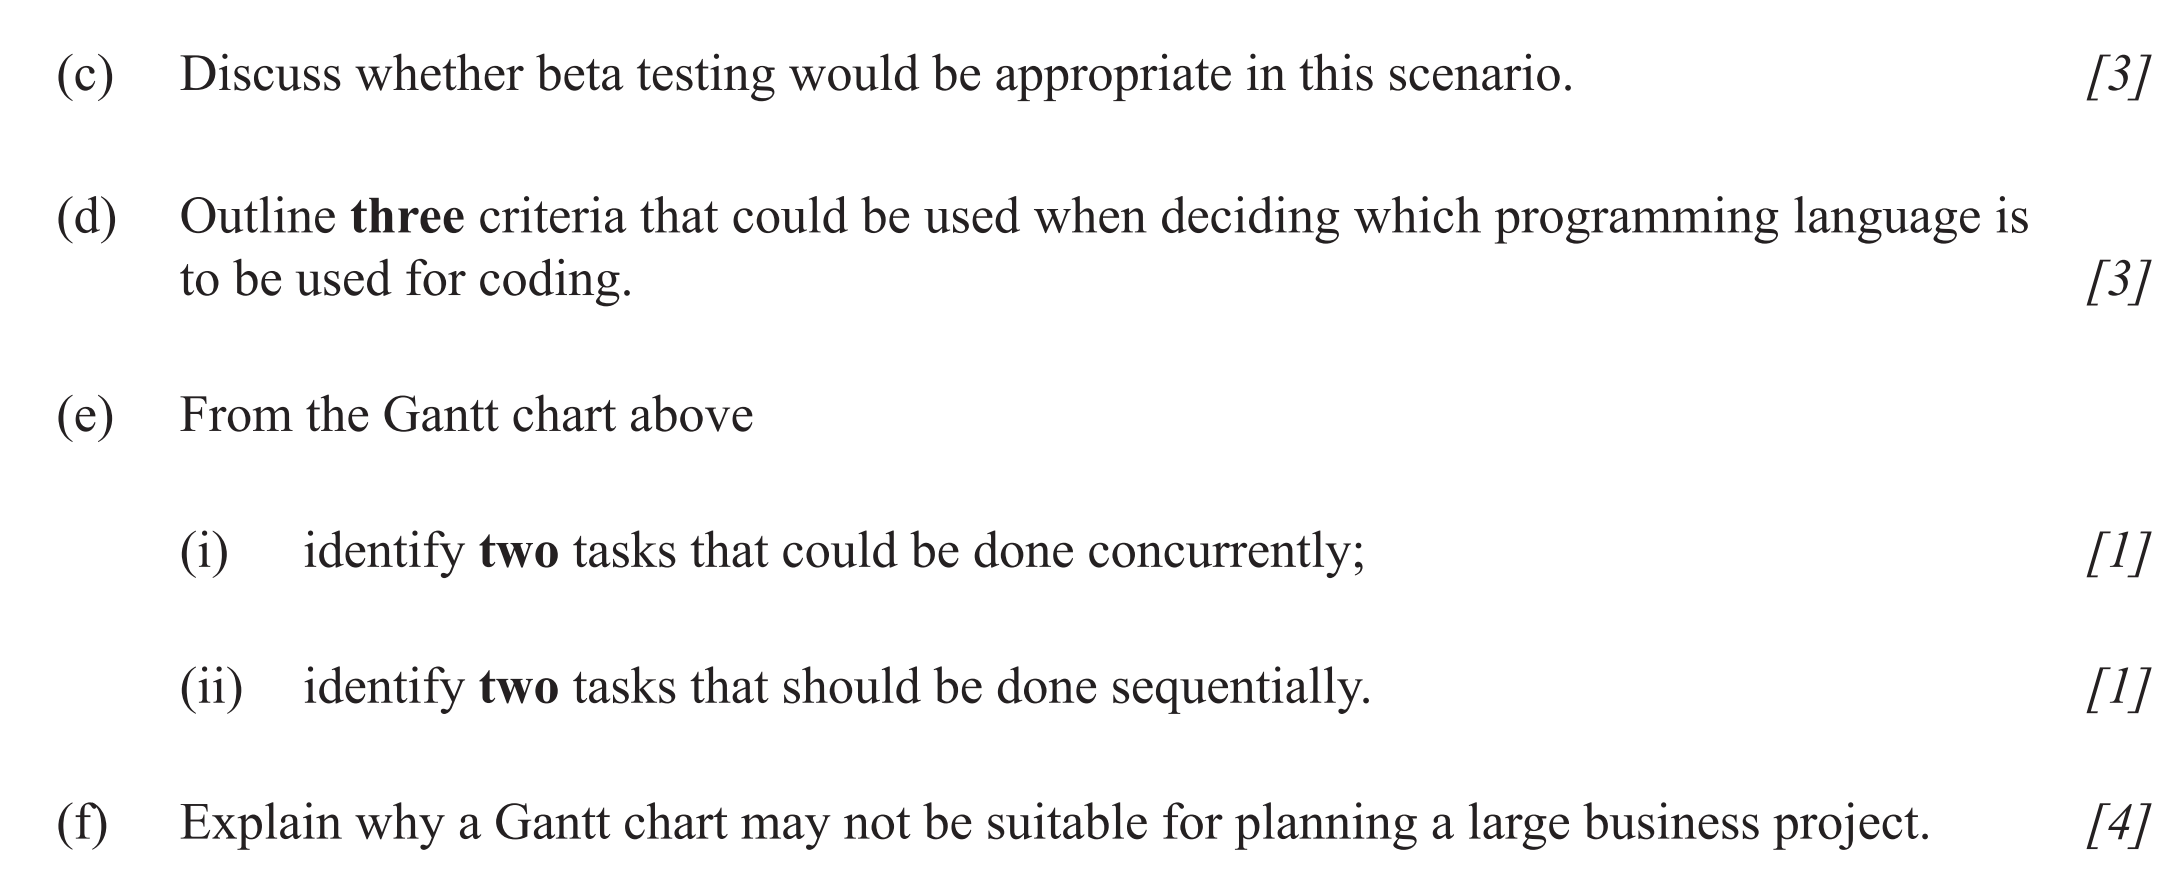 (c) Discuss whether beta testing would be appropriate in this scenario. [3]
(d) Outline three criteria that could be used when deciding which programming language is
to be used for coding. [3]
(e) From the Gantt chart above
(i) identify two tasks that could be done concurrently; [1]
(ii) identify two tasks that should be done sequentially. [1]
(f) Explain why a Gantt chart may not be suitable for planning a large business project. [4]